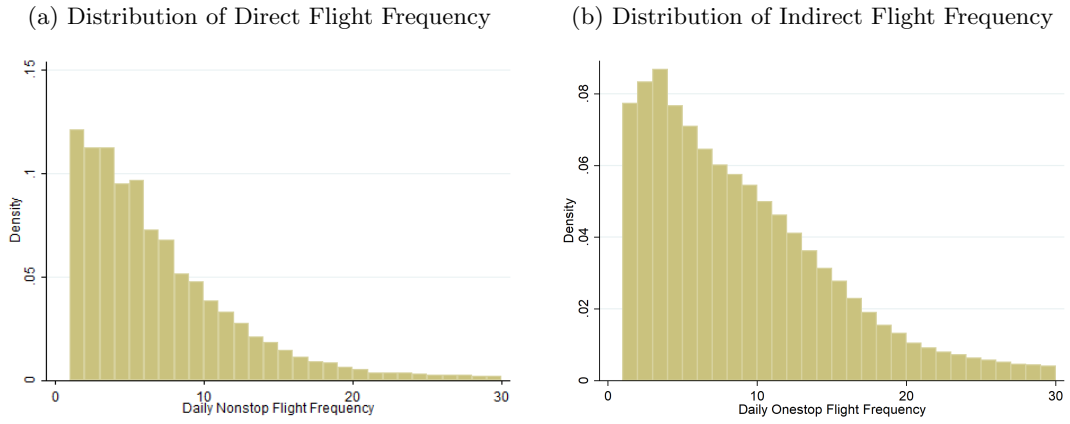 (a) Distribution of Direct Flight Frequency
.15
.1
.05
0
Density
0 10 20 30
Daily Nonstop Flight Frequency
(b) Distribution of Indirect Flight Frequency
.08
.06
.04
.02
0
Density
0 10 20 30
Daily Onestop Flight Frequency